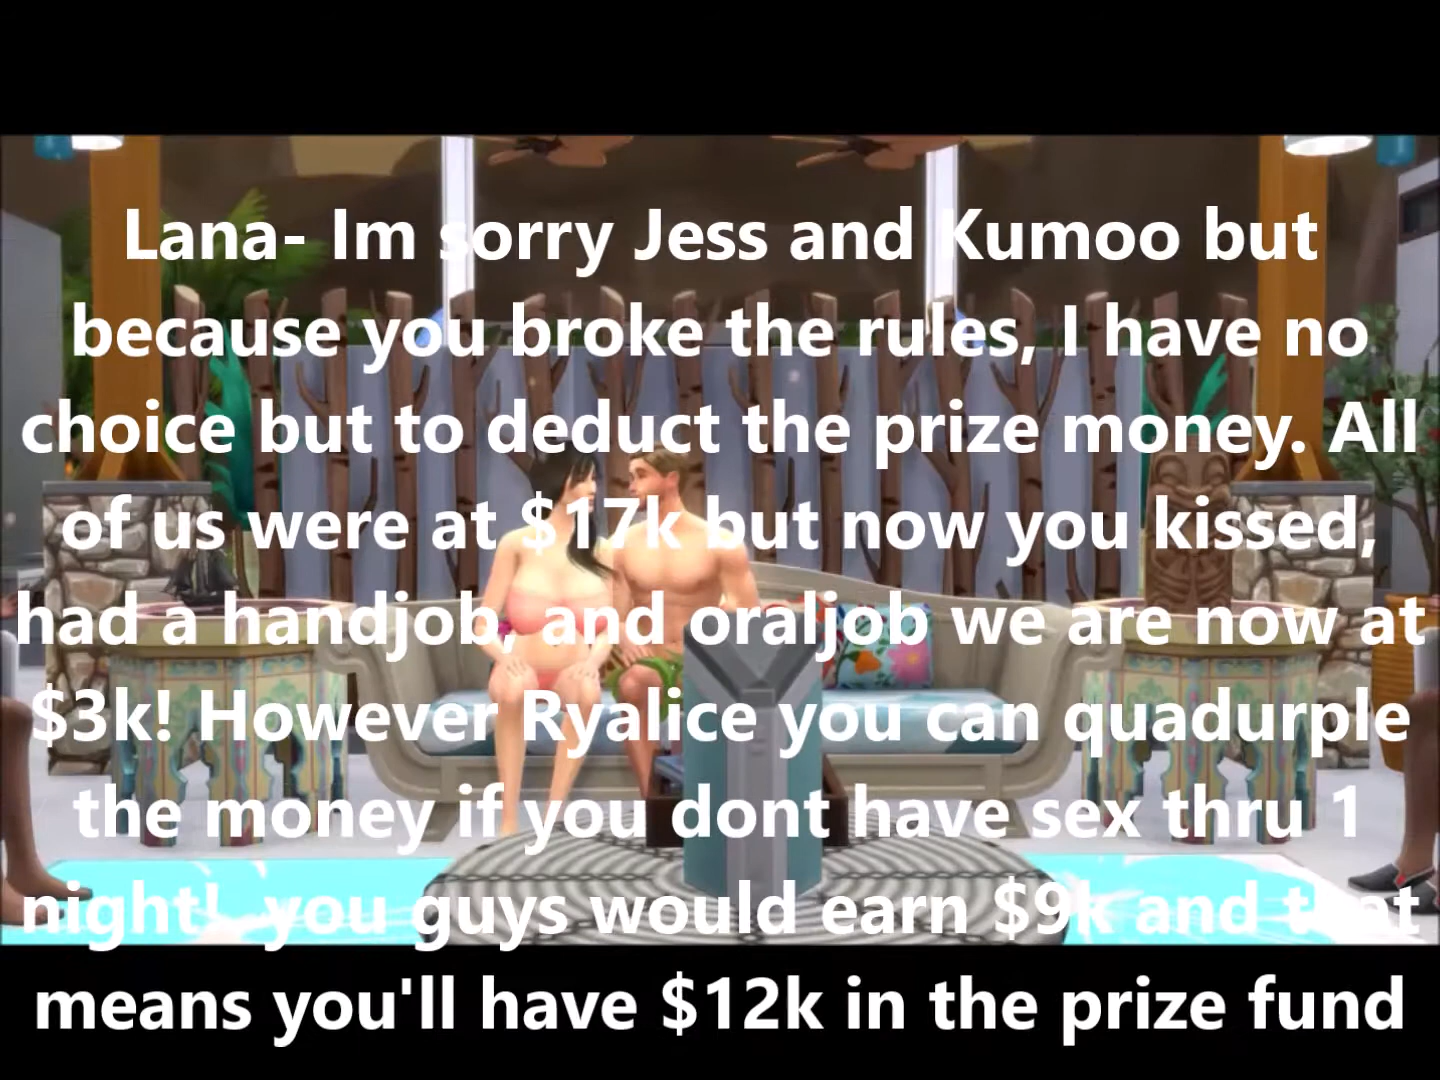 Lana- Im sorry Jess and Kumoo but
because you broke the rules, I have no
choice but to deduct the prize money. All
of us were at $17k but now you kissed,
had a handjob, and oraljob we are now at
$3k! However Ryalice you can quadurple
the money if you dont have sex thru 1
night!  you guys would earn $9k and that
means you'll have $12k in the prize fund